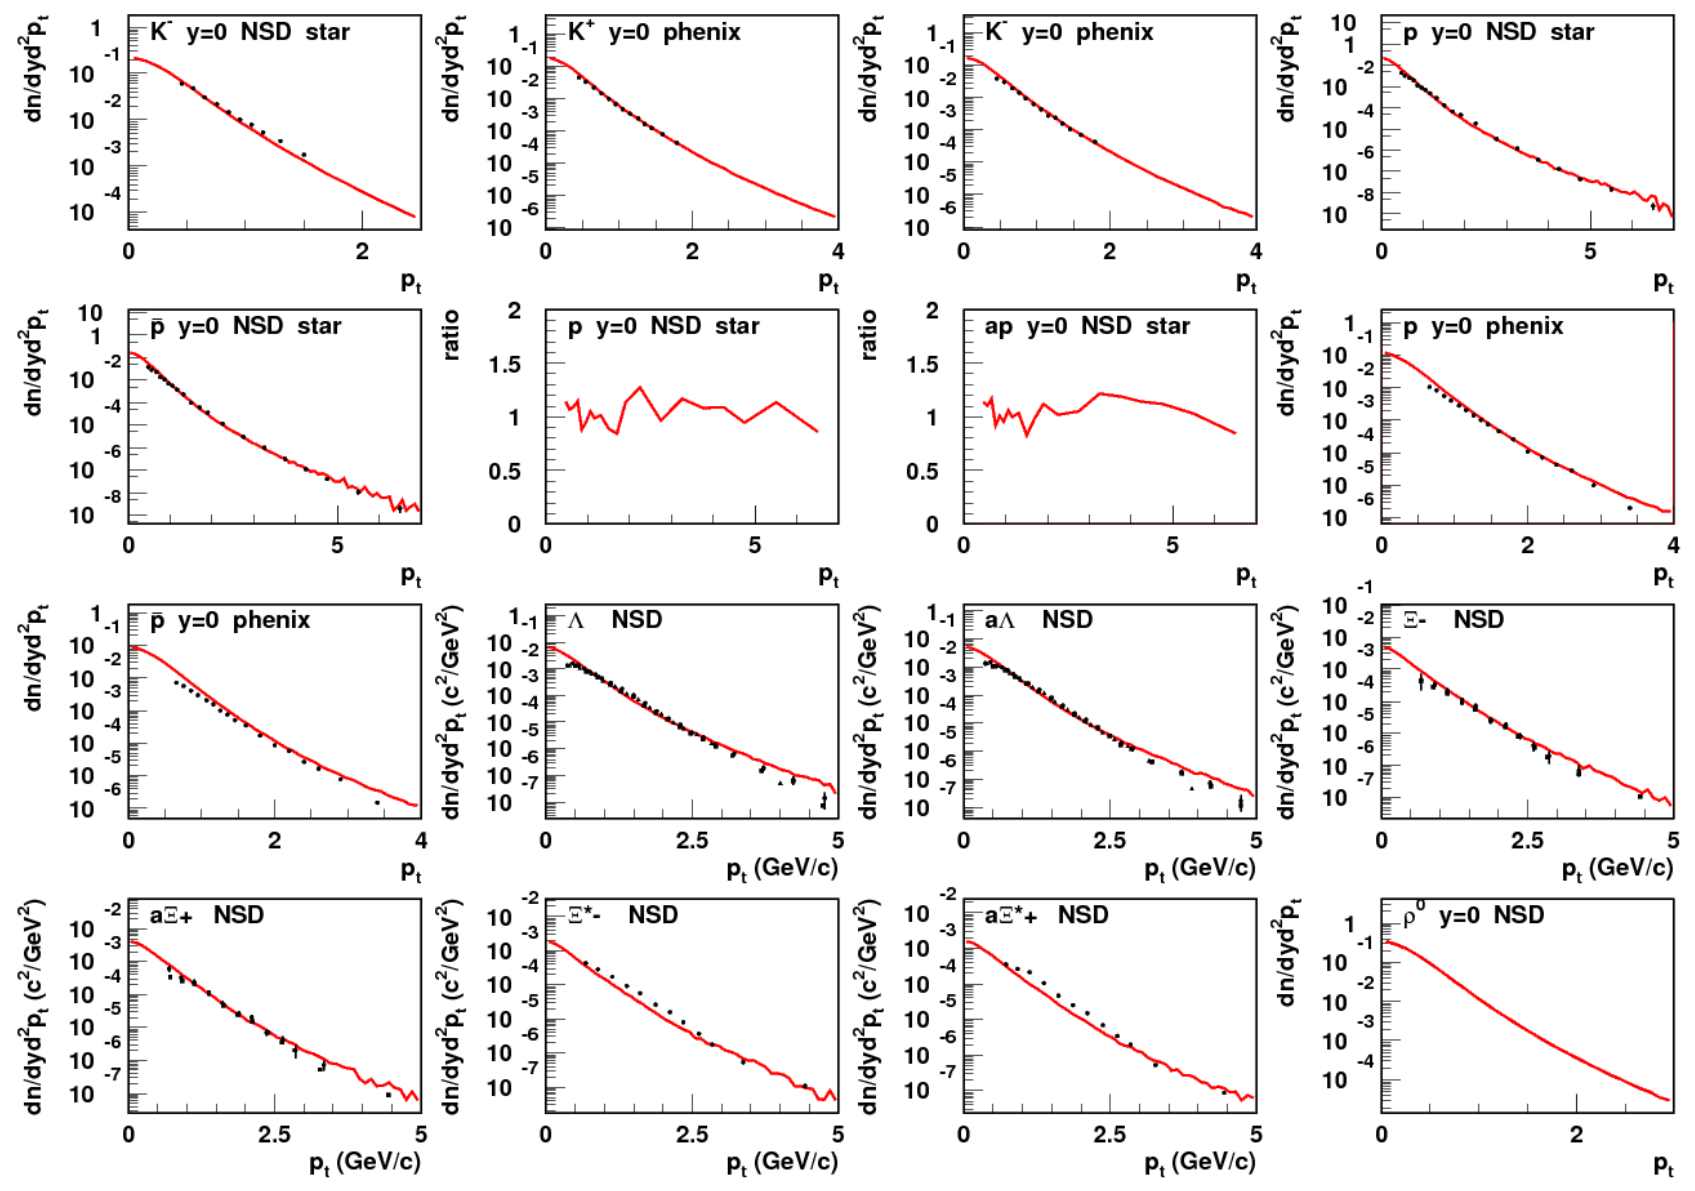 K⁻ y=0 NSD star
dn/dyd²pₜ
1
10⁻¹
10⁻²
10⁻³
10⁻⁴
0 2
pₜ
K⁺ y=0 phenix
dn/dyd²pₜ
1
10⁻¹
10⁻²
10⁻³
10⁻⁴
10⁻⁵
10⁻⁶
0 2 4
pₜ
K⁻ y=0 phenix
dn/dyd²pₜ
1
10⁻¹
10⁻²
10⁻³
10⁻⁴
10⁻⁵
10⁻⁶
0 2 4
pₜ
p y=0 NSD star
dn/dyd²pₜ
10
1
10⁻²
10⁻⁴
10⁻⁶
10⁻⁸
0 5
pₜ
p̄ y=0 NSD star
dn/dyd²pₜ
10
1
10⁻²
10⁻⁴
10⁻⁶
10⁻⁸
0 5
pₜ
p y=0 NSD star
ratio
2
1.5
1
0.5
0
0 5
pₜ
ap y=0 NSD star
ratio
2
1.5
1
0.5
0
0 5
pₜ
p y=0 phenix
dn/dyd²pₜ
1
10⁻¹
10⁻²
10⁻³
10⁻⁴
10⁻⁵
10⁻⁶
0 2 4
pₜ
p̄ y=0 phenix
dn/dyd²pₜ
1
10⁻¹
10⁻²
10⁻³
10⁻⁴
10⁻⁵
10⁻⁶
0 2 4
pₜ
Λ NSD
dn/dyd²pₜ (c²/GeV²)
1
10⁻¹
10⁻²
10⁻³
10⁻⁴
10⁻⁵
10⁻⁶
10⁻⁷
0 2.5 5
pₜ (GeV/c)
aΛ NSD
dn/dyd²pₜ (c²/GeV²)
1
10⁻¹
10⁻²
10⁻³
10⁻⁴
10⁻⁵
10⁻⁶
10⁻⁷
0 2.5 5
pₜ (GeV/c)
Ξ- NSD
dn/dyd²pₜ (c²/GeV²)
10⁻¹
10⁻²
10⁻³
10⁻⁴
10⁻⁵
10⁻⁶
10⁻⁷
0 2.5 5
pₜ (GeV/c)
aΞ+ NSD
dn/dyd²pₜ (c²/GeV²)
10⁻²
10⁻³
10⁻⁴
10⁻⁵
10⁻⁶
10⁻⁷
0 2.5 5
pₜ (GeV/c)
Ξ*- NSD
dn/dyd²pₜ (c²/GeV²)
10⁻²
10⁻³
10⁻⁴
10⁻⁵
10⁻⁶
10⁻⁷
0 2.5 5
pₜ (GeV/c)
aΞ*+ NSD
dn/dyd²pₜ (c²/GeV²)
10⁻²
10⁻³
10⁻⁴
10⁻⁵
10⁻⁶
10⁻⁷
0 2.5 5
pₜ (GeV/c)
ρ⁰ y=0 NSD
dn/dyd²pₜ
1
10⁻¹
10⁻²
10⁻³
10⁻⁴
0 2
pₜ